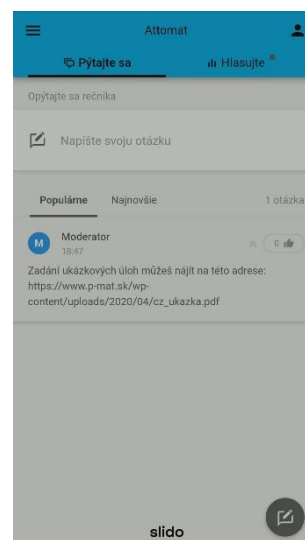 Attomat
Pýtajte sa
Hlasujte
Opýtajte sa rečníka
Napíšte svoju otázku
Populárne Najnovšie 1 otázka
M Moderator
18:47
0
Zadání ukázkových úloh můžeš nájít na této adrese:
https://www.p-mat.sk/wp-
content/uploads/2020/04/cz_ukazka.pdf
slido